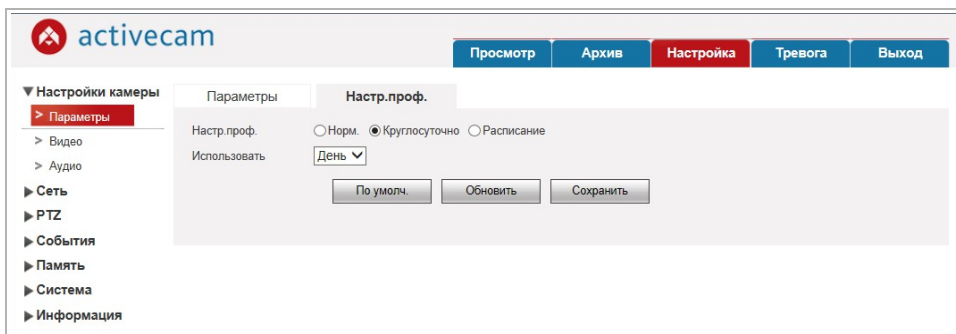 activecam
Просмотр Архив Настройка Тревога Выход
Настройки камеры
> Параметры
> Видео
> Аудио
Сеть
PTZ
События
Память
Система
Информация
Параметры Настр.проф.
Настр.проф. Норм. Круглосуточно Расписание
Использовать День
По умолч. Обновить Сохранить